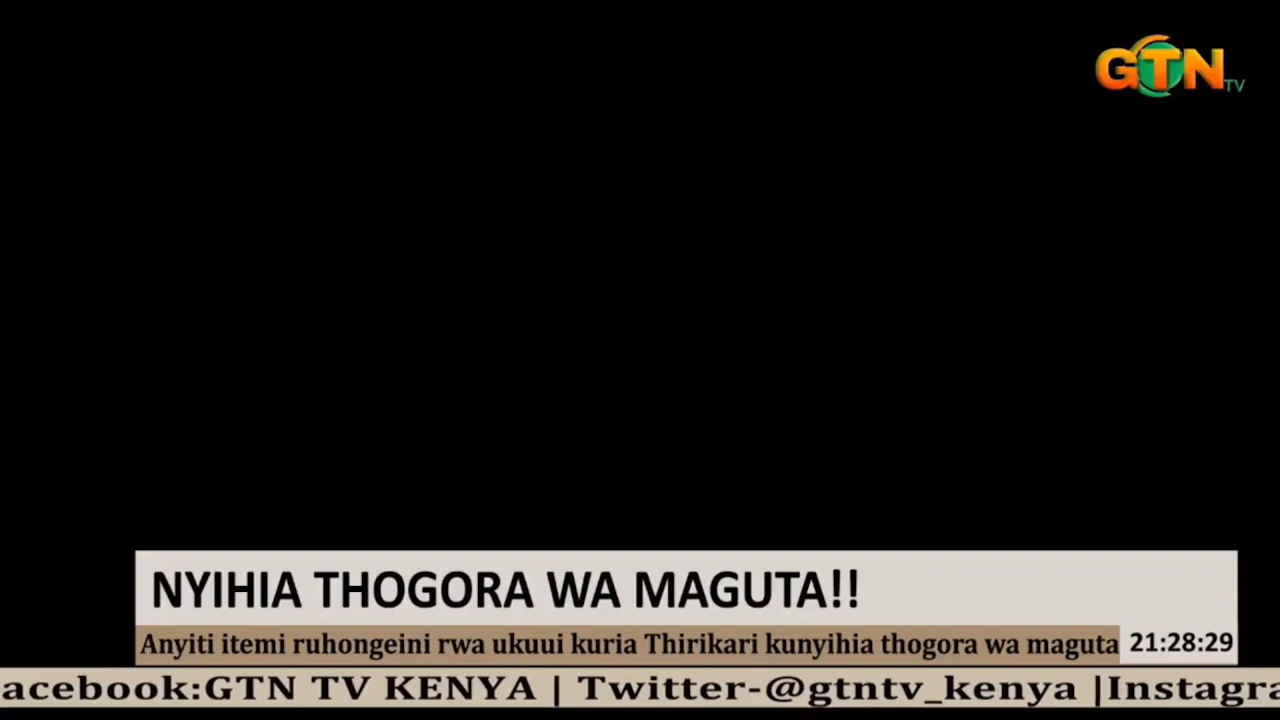 GTN TV
NYIHIA THOGORA WA MAGUTA!!
Anyiti itemi ruhongeini rwa ukuui kuria Thirikari kunyihia thogora wa maguta
21:28:29
acebook:GTN TV KENYA | Twitter-@gtntv_kenya |Instagra